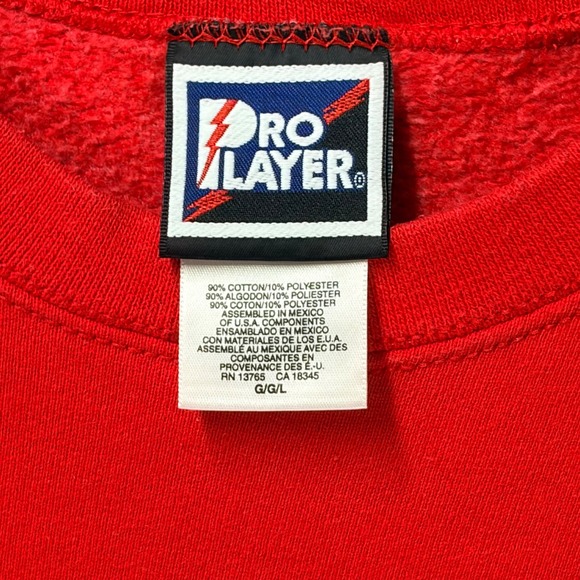 PRO
PLAYER®
90% COTTON/10% POLYESTER
90% ALGODON/10% POLIESTER
90% COTON/10% POLYESTER
ASSEMBLED IN MEXICO
OF U.S.A. COMPONENTS
ENSAMBLADO EN MEXICO
CON MATERIALES DE LOS E.U.A.
ASSEMBLÉ AU MEXIQUE AVEC DES
COMPOSANTES EN
PROVENANCE DES É.-U.
RN 13765 CA 18345
G/G/L